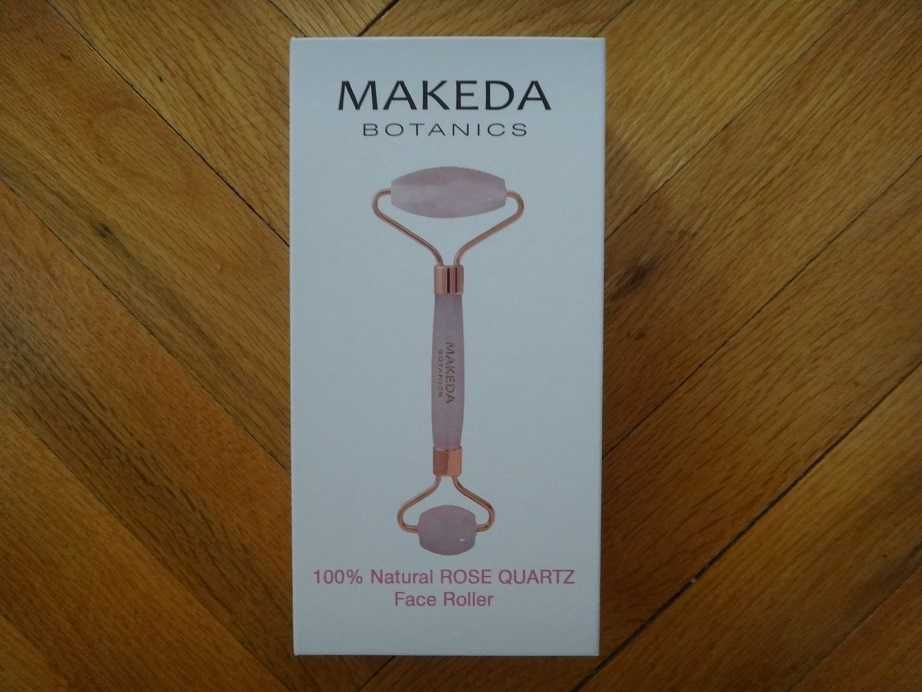 MAKEDA
BOTANICS
MAKEDA
BOTANICS
100% Natural ROSE QUARTZ
Face Roller